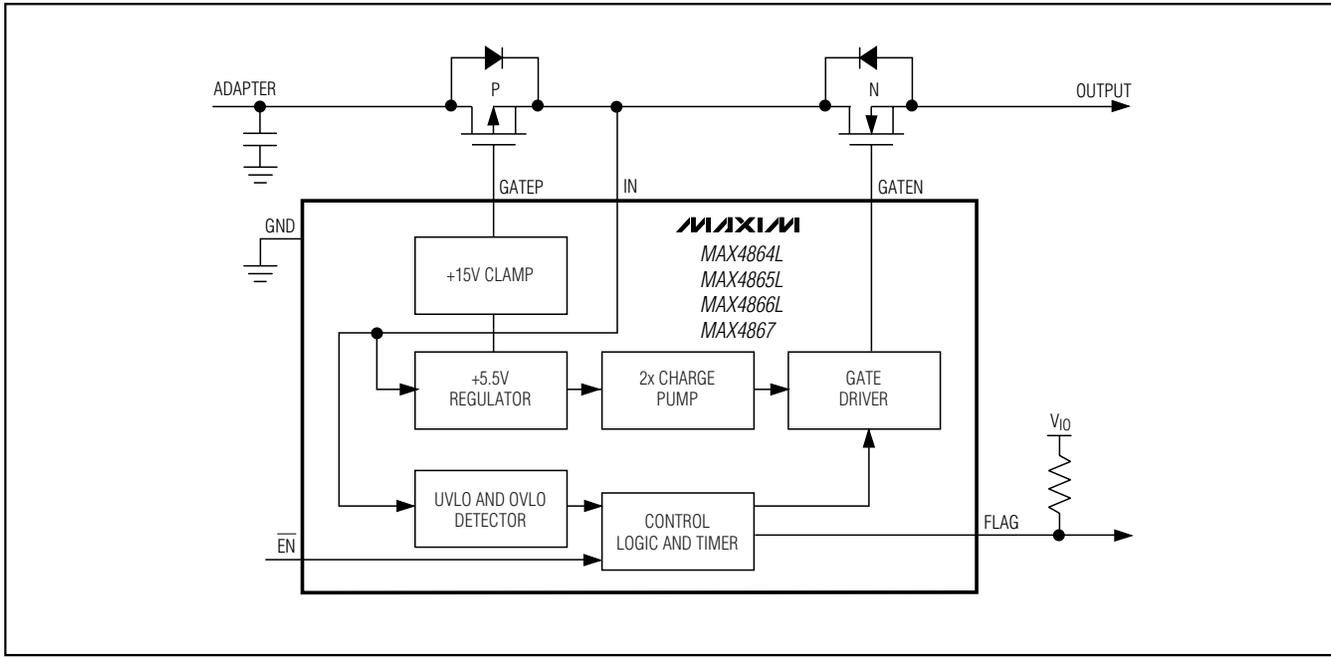 ADAPTER
P
N
OUTPUT
GATEP
IN
GATEN
GND
MAXIM
MAX4864L
MAX4865L
MAX4866L
MAX4867
+15V CLAMP
+5.5V
REGULATOR
2x CHARGE
PUMP
GATE
DRIVER
VIO
UVLO AND OVLO
DETECTOR
CONTROL
LOGIC AND TIMER
FLAG
EN